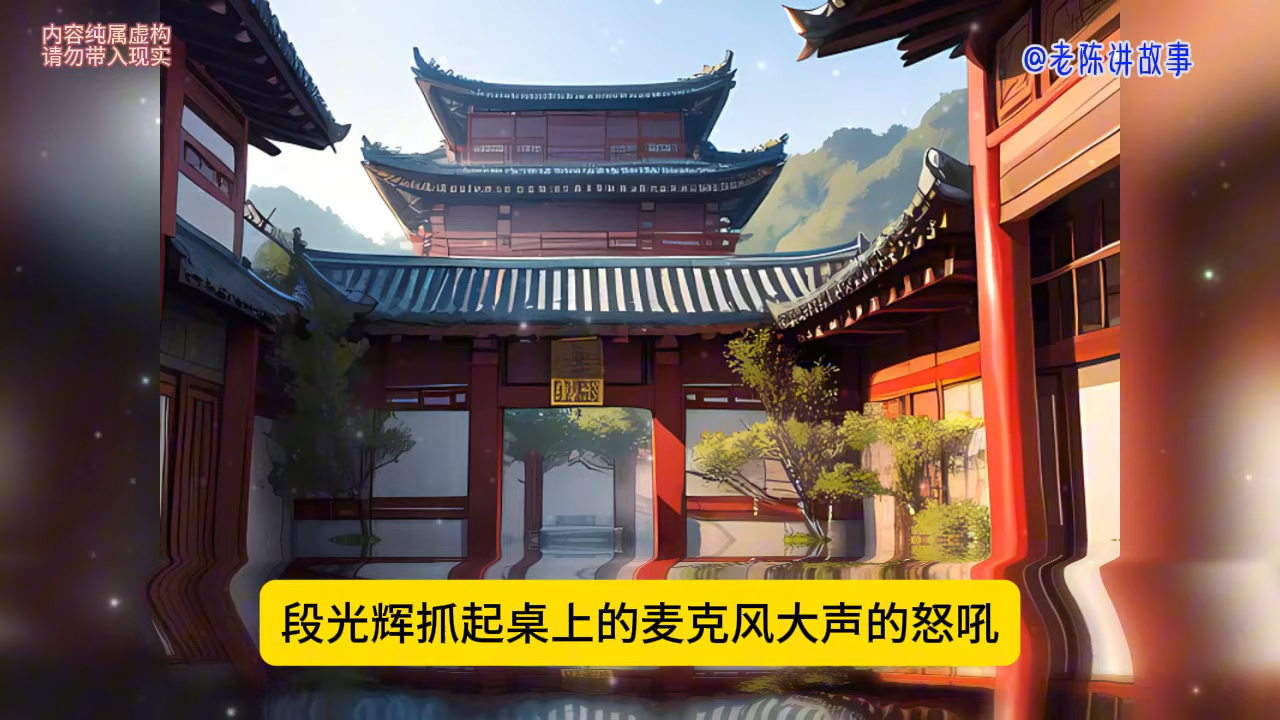 内容纯属虚构
请勿带入现实
@老陈讲故事
段光辉抓起桌上的麦克风大声的怒吼